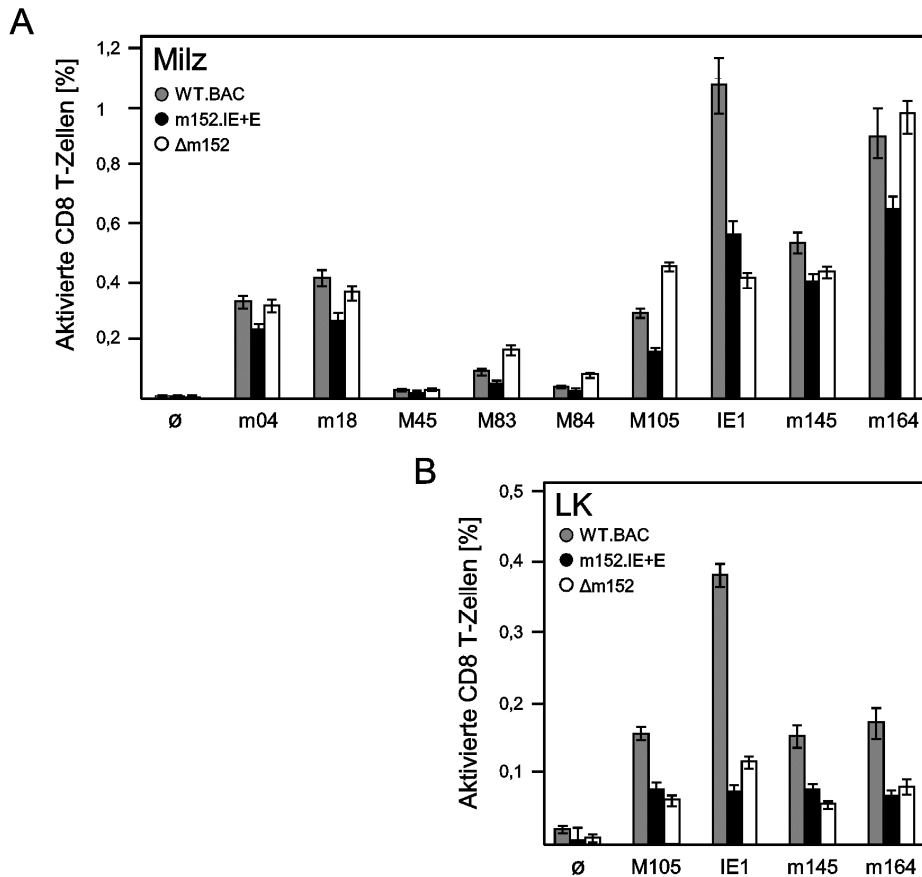 A
Milz
WT.BAC
m152.IE+E
Δm152
Aktivierte CD8 T-Zellen [%]
1,2
1
0,8
0,6
0,4
0,2
ø m04 m18 M45 M83 M84 M105 IE1 m145 m164
B
LK
WT.BAC
m152.IE+E
Δm152
Aktivierte CD8 T-Zellen [%]
0,5
0,4
0,3
0,2
0,1
ø M105 IE1 m145 m164